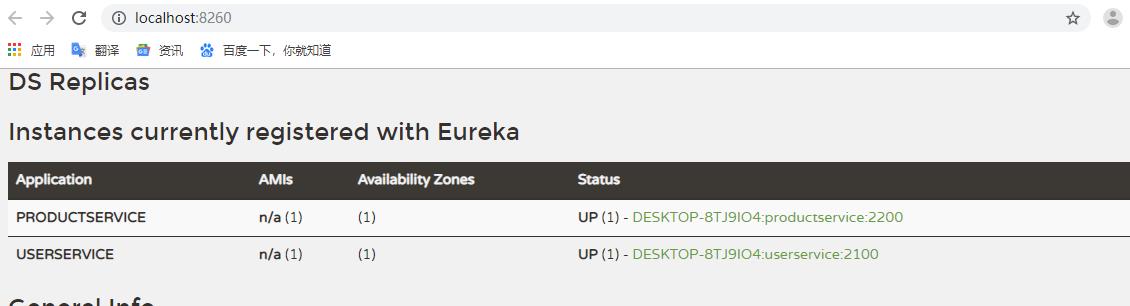 localhost:8260
应用 翻译 资讯 百度一下，你就知道
DS Replicas
Instances currently registered with Eureka
Application AMIs Availability Zones Status
PRODUCTSERVICE n/a (1) (1) UP (1) - DESKTOP-8TJ9IO4:productservice:2200
USERSERVICE n/a (1) (1) UP (1) - DESKTOP-8TJ9IO4:userservice:2100
General Info